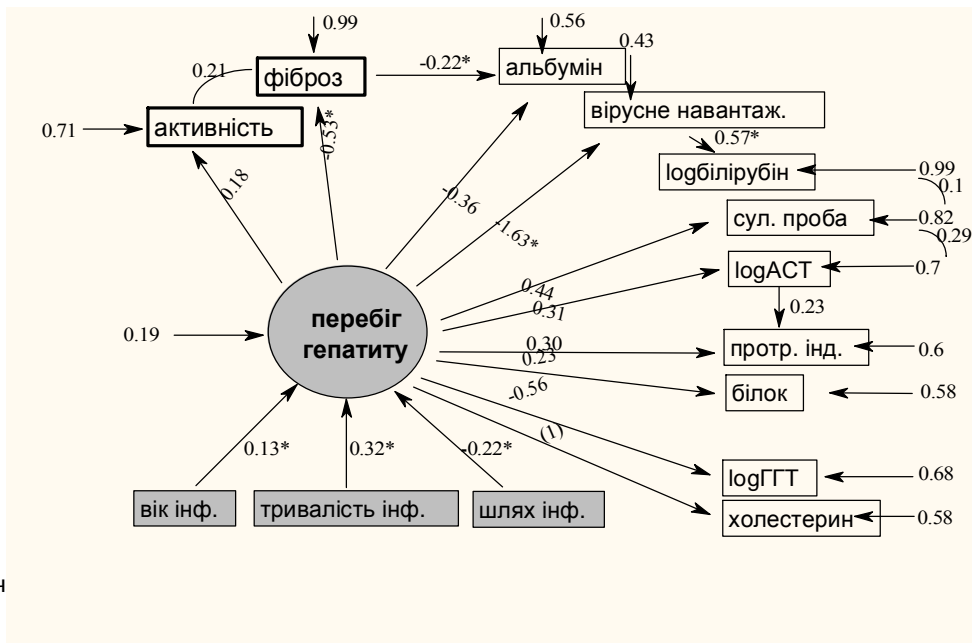 0.99
0.56
0.43
0.21
фіброз
-0.22*
альбумін
0.71
активність
-0.53*
вірусне навантаж.
0.57*
logбілірубін
0.99
0.1
0.18
-0.36
-1.63*
сул. проба
0.82
0.29
0.44
logАСТ
0.7
0.31
0.23
0.19
перебіг
гепатиту
0.30
протр. інд.
0.6
0.23
-0.56
білок
0.58
(1)
0.13*
0.32*
-0.22*
logГГТ
0.68
вік інф.
тривалість інф.
шлях інф.
холестерин
0.58
н